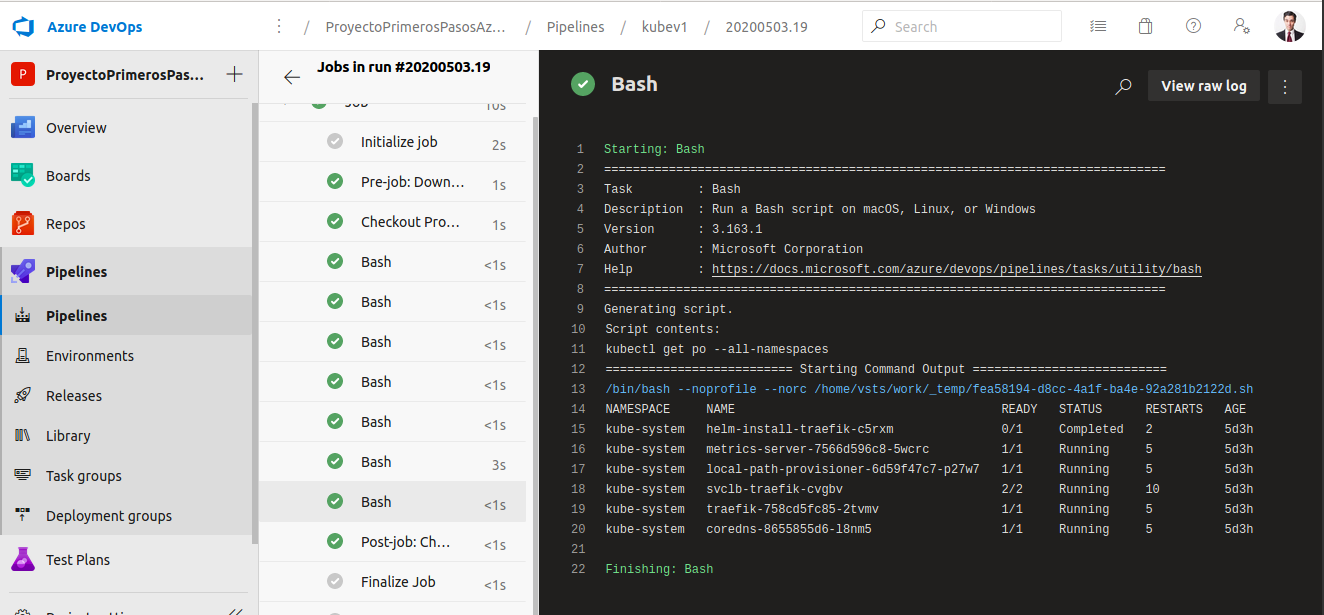 Azure DevOps / ProyectoPrimerosPasosAz... / Pipelines / kubev1 / 20200503.19 Search
P ProyectoPrimerosPas...
Overview
Boards
Repos
Pipelines
Pipelines
Environments
Releases
Library
Task groups
Deployment groups
Test Plans
Jobs in run #20200503.19
Job 10s
Initialize job 2s
Pre-job: Down... 1s
Checkout Pro... 1s
Bash <1s
Bash <1s
Bash <1s
Bash <1s
Bash <1s
Bash 3s
Bash <1s
Post-job: Ch... <1s
Finalize Job <1s
Bash View raw log
1 Starting: Bash
2 ==============================================================================
3 Task : Bash
4 Description : Run a Bash script on macOS, Linux, or Windows
5 Version : 3.163.1
6 Author : Microsoft Corporation
7 Help : https://docs.microsoft.com/azure/devops/pipelines/tasks/utility/bash
8 ==============================================================================
9 Generating script.
10 Script contents:
11 kubectl get po --all-namespaces
12 ========================== Starting Command Output ===========================
13 /bin/bash --noprofile --norc /home/vsts/work/_temp/fea58194-d8cc-4a1f-ba4e-92a281b2122d.sh
14 NAMESPACE NAME READY STATUS RESTARTS AGE
15 kube-system helm-install-traefik-c5rxm 0/1 Completed 2 5d3h
16 kube-system metrics-server-7566d596c8-5wcrc 1/1 Running 5 5d3h
17 kube-system local-path-provisioner-6d59f47c7-p27w7 1/1 Running 5 5d3h
18 kube-system svclb-traefik-cvgbv 2/2 Running 10 5d3h
19 kube-system traefik-758cd5fc85-2tvmv 1/1 Running 5 5d3h
20 kube-system coredns-8655855d6-l8nm5 1/1 Running 5 5d3h
21
22 Finishing: Bash